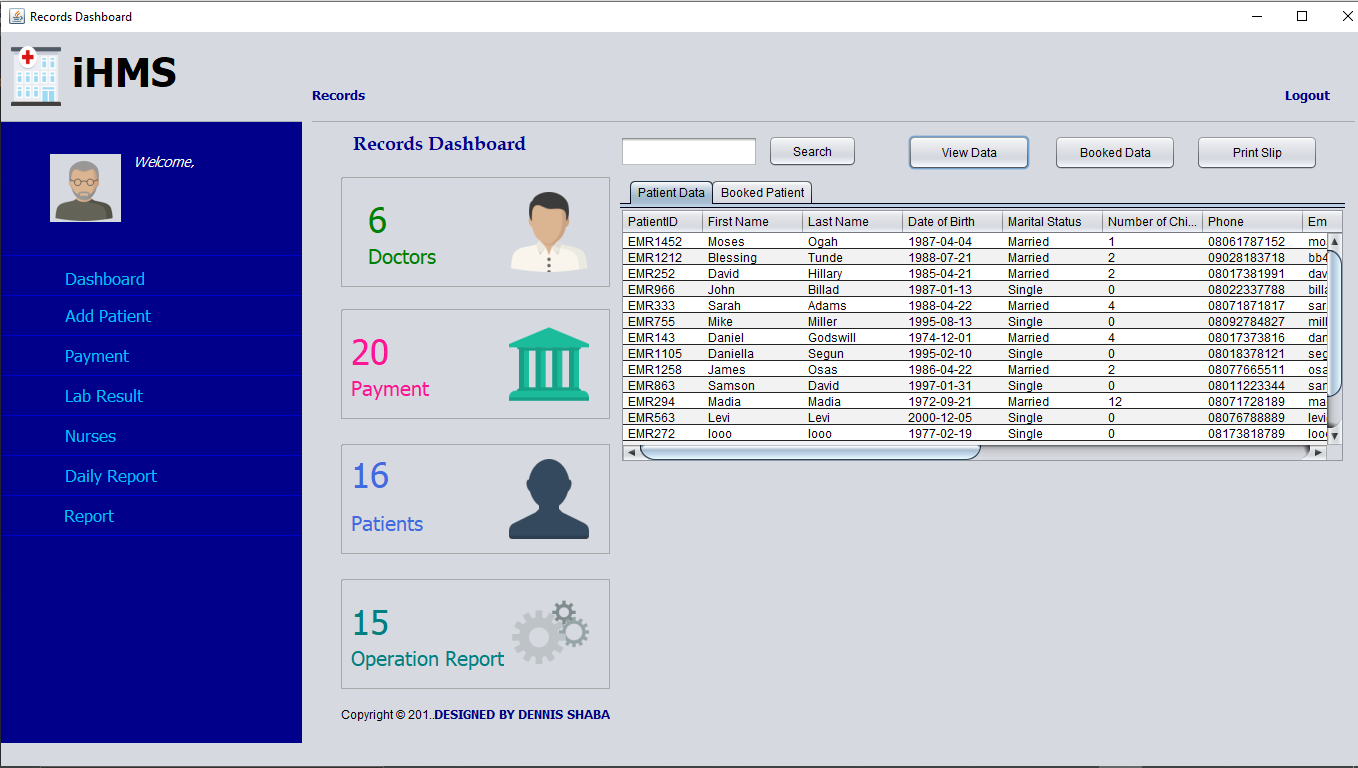 Records Dashboard
iHMS
Records Logout
Welcome,
Dashboard
Add Patient
Payment
Lab Result
Nurses
Daily Report
Report
Records Dashboard
6
Doctors
20
Payment
16
Patients
15
Operation Report
Copyright © 201..DESIGNED BY DENNIS SHABA
Search View Data Booked Data Print Slip
Patient Data Booked Patient
PatientID First Name Last Name Date of Birth Marital Status Number of Chi... Phone Em
EMR1452 Moses Ogah 1987-04-04 Married 1 08061787152 mo
EMR1212 Blessing Tunde 1988-07-21 Married 2 09028183718 bb4
EMR252 David Hillary 1985-04-21 Married 2 08017381991 dav
EMR966 John Billad 1987-01-13 Single 0 08022337788 billa
EMR333 Sarah Adams 1988-04-22 Married 4 08071871817 sar
EMR755 Mike Miller 1995-08-13 Single 0 08092784827 mill
EMR143 Daniel Godswill 1974-12-01 Married 4 08017373816 dan
EMR1105 Daniella Segun 1995-02-10 Single 0 08018378121 seg
EMR1258 James Osas 1986-04-22 Married 2 08077665511 osa
EMR863 Samson David 1997-01-31 Single 0 08011223344 sam
EMR294 Madia Madia 1972-09-21 Married 12 08071728189 ma
EMR563 Levi Levi 2000-12-05 Single 0 08076788889 levi
EMR272 looo looo 1977-02-19 Single 0 08173818789 looo